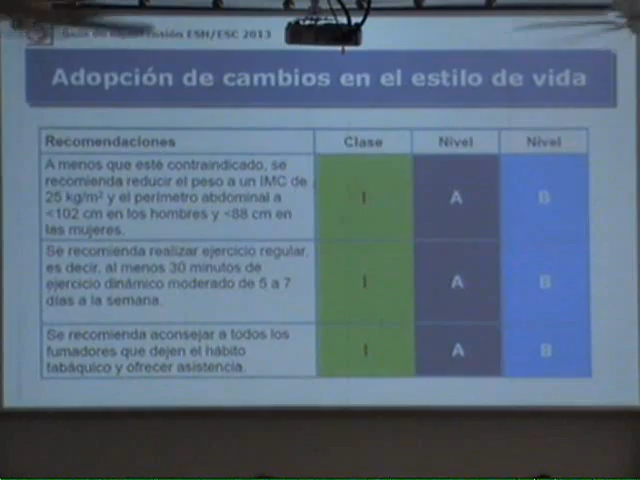 Guía de hipertensión ESH/ESC 2013
Adopción de cambios en el estilo de vida
Recomendaciones Clase Nivel Nivel
A menos que esté contraindicado, se
recomienda reducir el peso a un IMC de
25 kg/m² y el perímetro abdominal a
<102 cm en los hombres y <88 cm en
las mujeres.
I A B
Se recomienda realizar ejercicio regular,
es decir, al menos 30 minutos de
ejercicio dinámico moderado de 5 a 7
días a la semana.
I A B
Se recomienda aconsejar a todos los
fumadores que dejen el hábito
tabáquico y ofrecer asistencia.
I A B